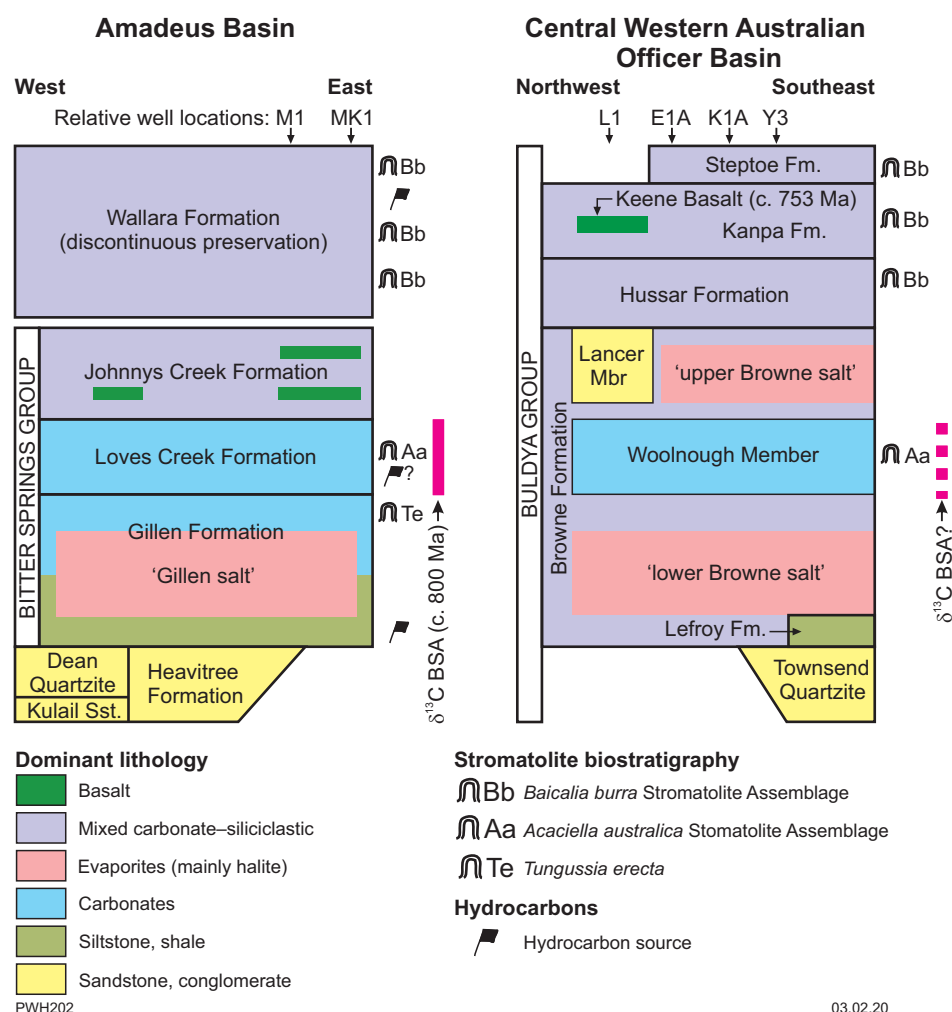 Amadeus Basin
West
East
Relative well locations: M1 MK1
Wallara Formation
(discontinuous preservation)
Bb
Bb
Bb
BITTER SPRINGS GROUP
Johnnys Creek Formation
Loves Creek Formation
Aa
?
Gillen Formation
Te
'Gillen salt'
δ¹³C BSA (c. 800 Ma)
Dean
Quartzite
Kulail Sst.
Heavitree
Formation
Central Western Australian
Officer Basin
Northwest
Southeast
L1 E1A K1A Y3
BULDYA GROUP
Steptoe Fm.
Bb
Keene Basalt (c. 753 Ma)
Kanpa Fm.
Bb
Hussar Formation
Bb
Browne Formation
Lancer
Mbr
'upper Browne salt'
Woolnough Member
Aa
'lower Browne salt'
δ¹³C BSA?
Lefroy Fm.
Townsend
Quartzite
Dominant lithology
Basalt
Mixed carbonate–siliciclastic
Evaporites (mainly halite)
Carbonates
Siltstone, shale
Sandstone, conglomerate
Stromatolite biostratigraphy
Bb Baicalia burra Stromatolite Assemblage
Aa Acaciella australica Stomatolite Assemblage
Te Tungussia erecta
Hydrocarbons
Hydrocarbon source
PWH202
03.02.20